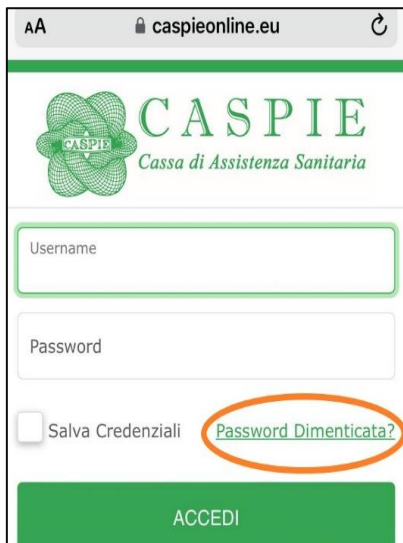 AA caspieonline.eu
CASPIE
CASPIE
Cassa di Assistenza Sanitaria
Username
Password
Salva Credenziali Password Dimenticata?
ACCEDI